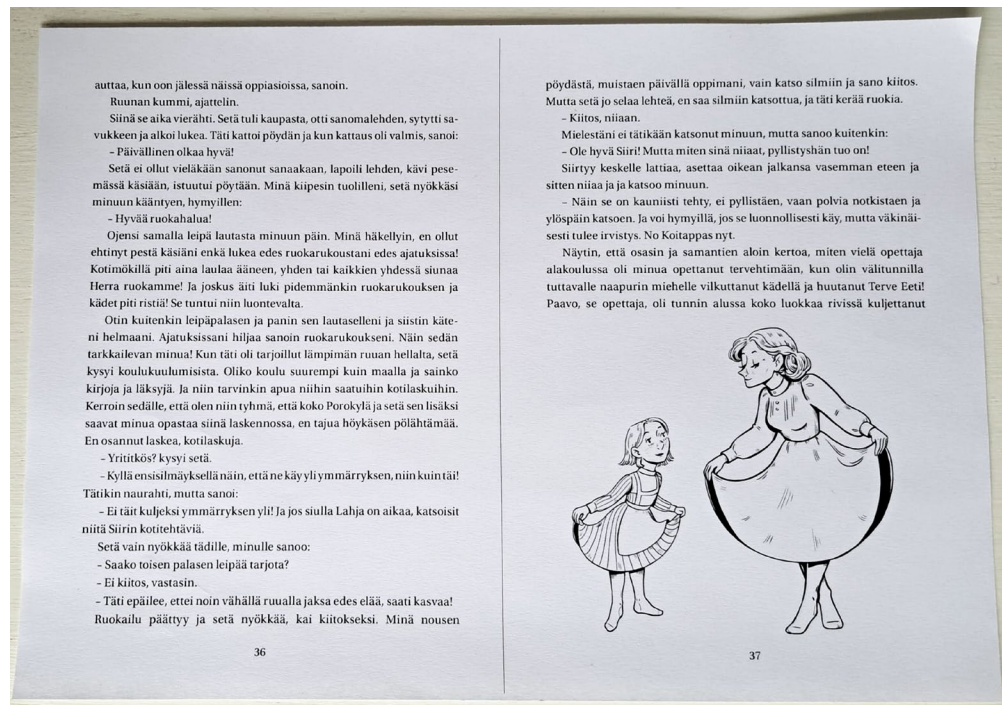 auttaa, kun oon jälessä näissä oppiasioissa, sanoin.
Ruunan kummi, ajattelin.
Siinä se aika vierähti. Setä tuli kaupasta, otti sanomalehden, sytytti sa-
vukkeen ja alkoi lukea. Täti kattoi pöydän ja kun kattaus oli valmis, sanoi:
– Päivällinen olkaa hyvä!
Setä ei ollut vieläkään sanonut sanaakaan, lapoili lehden, kävi pese-
mässä käsiään, istuutui pöytään. Minä kiipesin tuolilleni, setä nyökkäsi
minuun kääntyen, hymyillen:
– Hyvää ruokahalua!
Ojensi samalla leipä lautasta minuun päin. Minä häkellyin, en ollut
ehtinyt pestä käsiäni enkä lukea edes ruokarukoustani edes ajatuksissa!
Kotimökillä piti aina laulaa ääneen, yhden tai kaikkien yhdessä siunaa
Herra ruokamme! Ja joskus äiti luki pidemmänkin ruokarukouksen ja
kädet piti ristiä! Se tuntui niin luontevalta.
Otin kuitenkin leipäpalasen ja panin sen lautaselleni ja siistin käte-
ni helmaani. Ajatuksissani hiljaa sanoin ruokarukoukseni. Näin sedän
tarkkailevan minua! Kun täti oli tarjoillut lämpimän ruuan hellalta, setä
kysyi koulukuulumisista. Oliko koulu suurempi kuin maalla ja sainko
kirjoja ja läksyjä. Ja niin tarvinkin apua niihin saatuihin kotilaskuihin.
Kerroin sedälle, että olen niin tyhmä, että koko Porokylä ja setä sen lisäksi
saavat minua opastaa siinä laskennossa, en tajua höykäsen pölähtämää.
En osannut laskea, kotilaskuja.
– Yrititkös? kysyi setä.
– Kyllä ensisilmäyksellä näin, että ne käy yli ymmärryksen, niin kuin täi!
Tätikin naurahti, mutta sanoi:
– Ei täit kuljeksi ymmärryksen yli! Ja jos siulla Lahja on aikaa, katsoisit
niitä Siirin kotitehtäviä.
Setä vain nyökkää tädille, minulle sanoo:
– Saako toisen palasen leipää tarjota?
– Ei kiitos, vastasin.
– Täti epäilee, ettei noin vähällä ruualla jaksa edes elää, saati kasvaa!
Ruokailu päättyy ja setä nyökkää, kai kiitokseksi. Minä nousen
36
pöydästä, muistaen päivällä oppimani, vain katso silmiin ja sano kiitos.
Mutta setä jo selaa lehteä, en saa silmiin katsottua, ja täti kerää ruokia.
– Kiitos, niiaan.
Mielestäni ei tätikään katsonut minuun, mutta sanoo kuitenkin:
– Ole hyvä Siiri! Mutta miten sinä niiaat, pyllistyshän tuo on!
Siirtyy keskelle lattiaa, asettaa oikean jalkansa vasemman eteen ja
sitten niiaa ja ja katsoo minuun.
– Näin se on kauniisti tehty, ei pyllistäen, vaan polvia notkistaen ja
ylöspäin katsoen. Ja voi hymyillä, jos se luonnollisesti käy, mutta väkinäi-
sesti tulee irvistys. No Koitappas nyt.
Näytin, että osasin ja samantien aloin kertoa, miten vielä opettaja
alakoulussa oli minua opettanut tervehtimään, kun olin välitunnilla
tuttavalle naapurin miehelle vilkuttanut kädellä ja huutanut Terve Eeti!
Paavo, se opettaja, oli tunnin alussa koko luokkaa rivissä kuljettanut
37